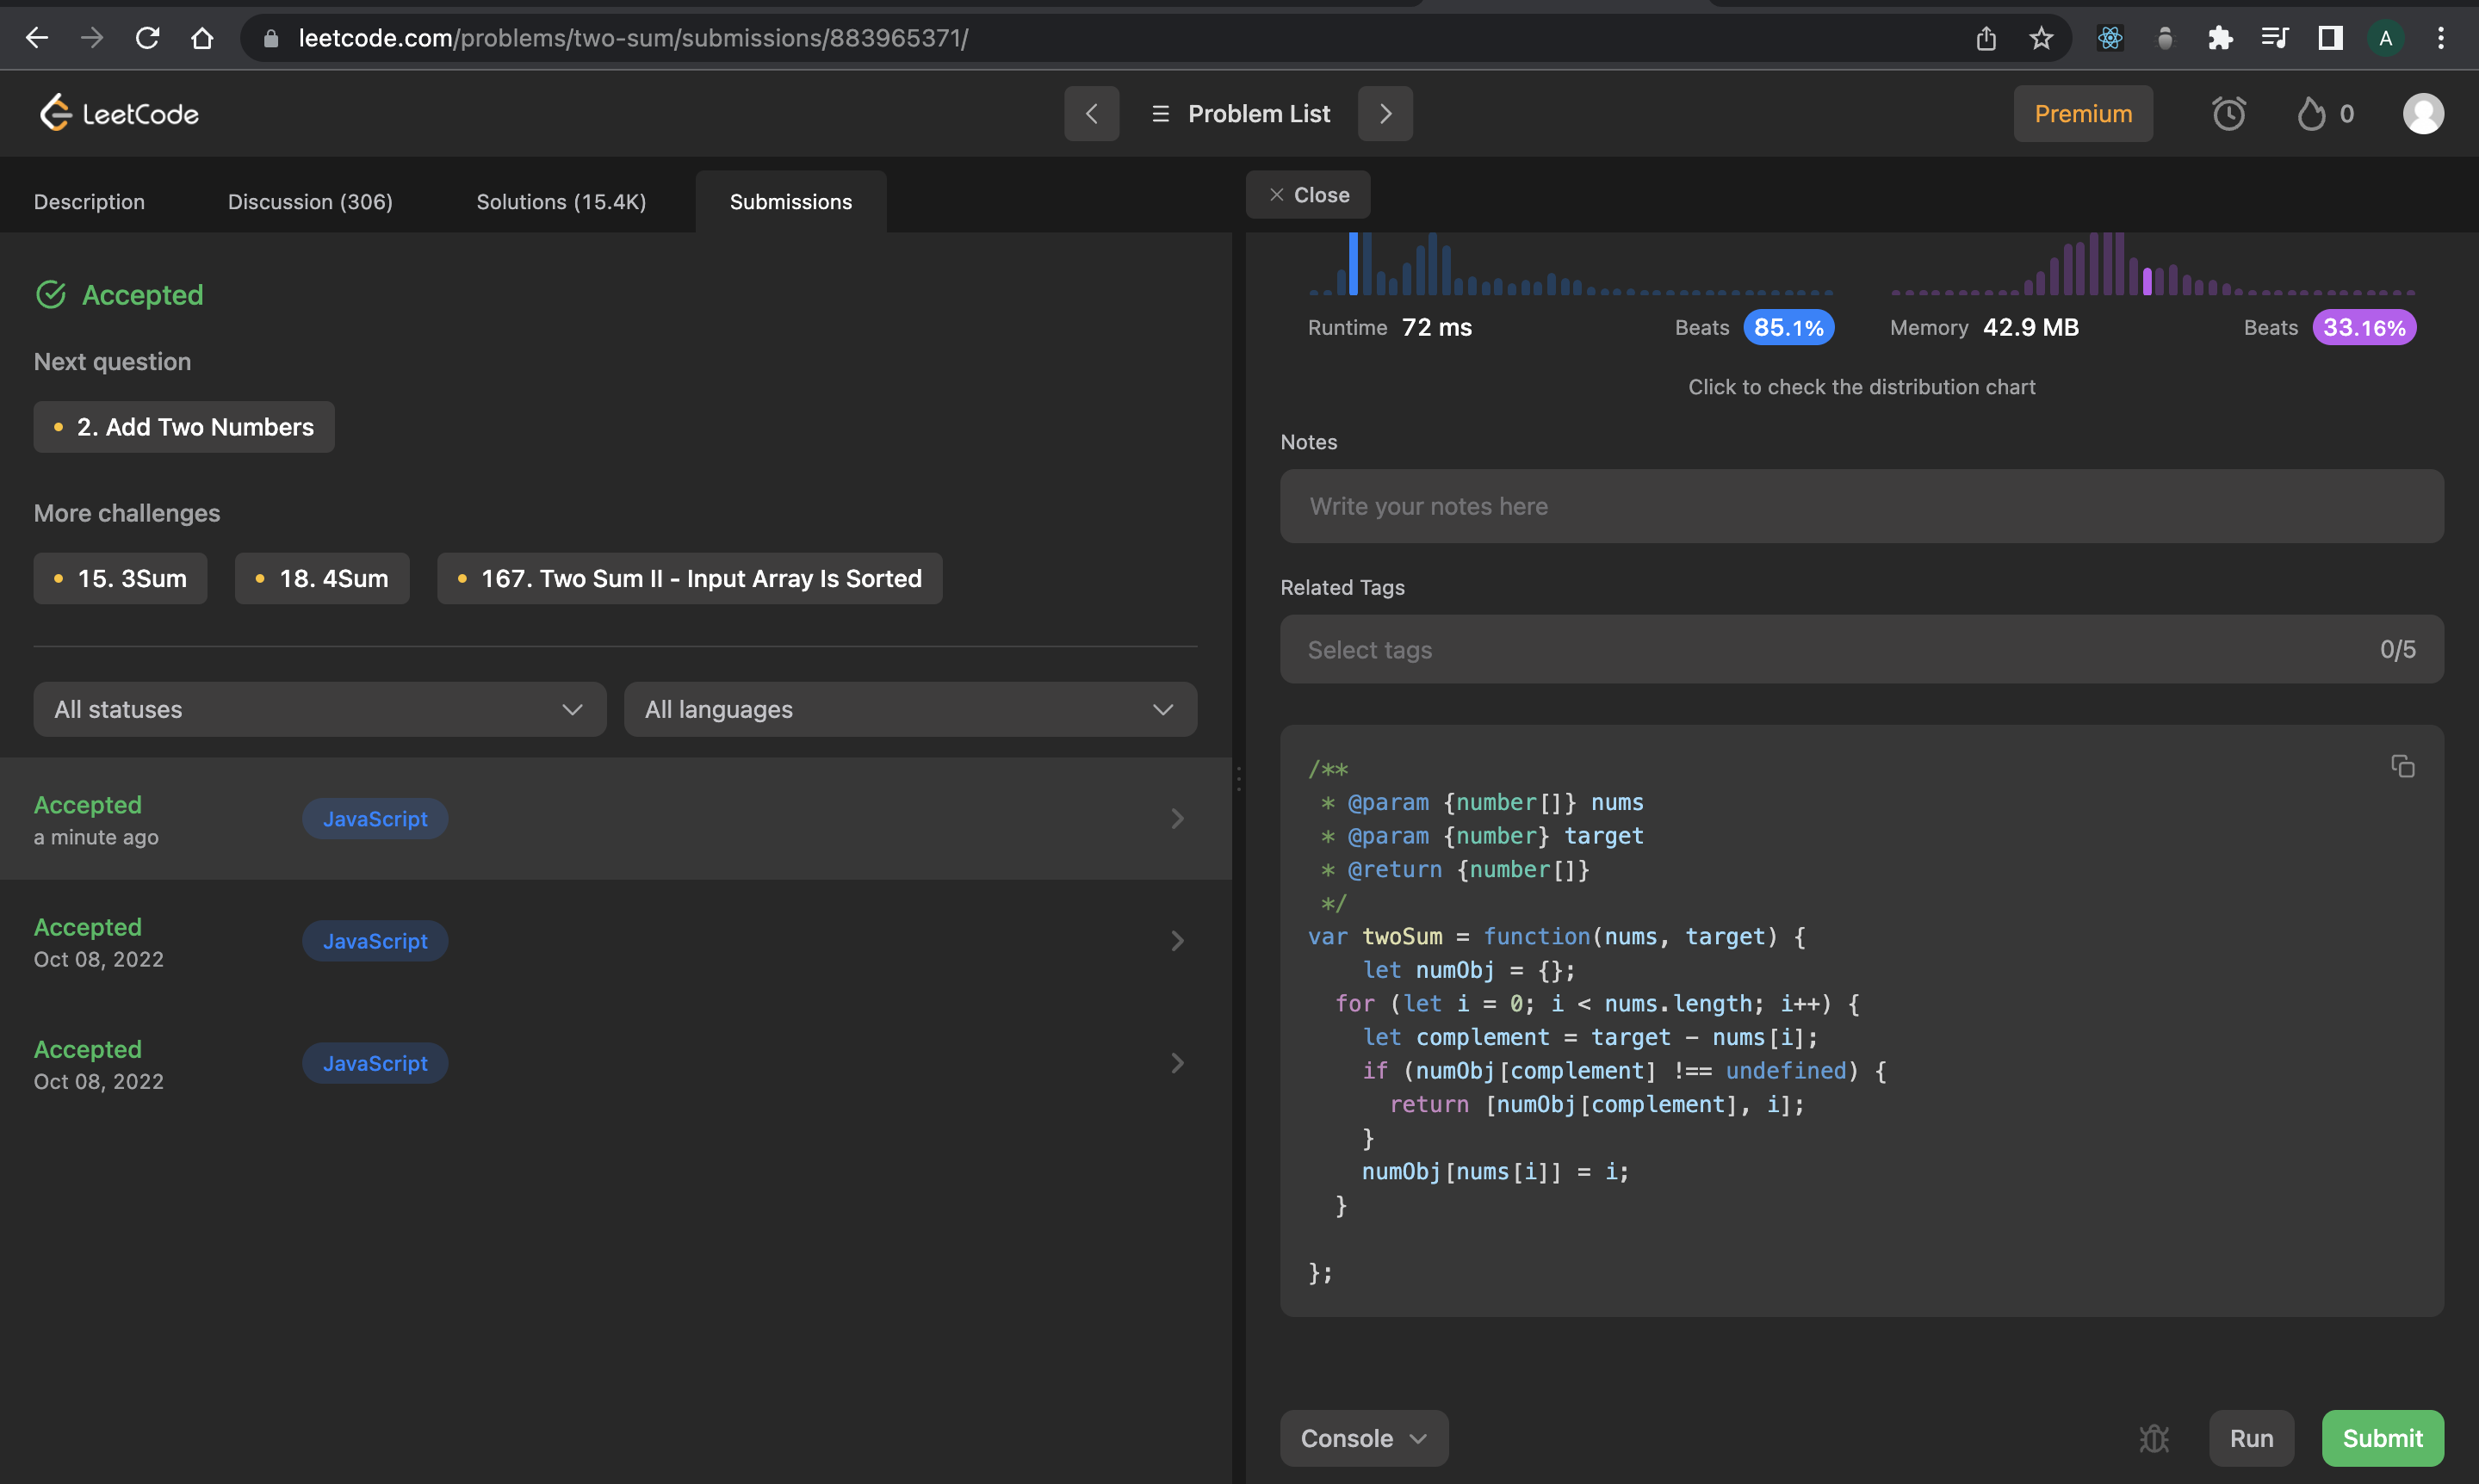 leetcode.com/problems/two-sum/submissions/883965371/
A
LeetCode
Problem List
Premium
0
Description
Discussion (306)
Solutions (15.4K)
Submissions
Close
Accepted
Next question
2. Add Two Numbers
More challenges
15. 3Sum
18. 4Sum
167. Two Sum II - Input Array Is Sorted
All statuses
All languages
Accepted
a minute ago
JavaScript
Accepted
Oct 08, 2022
JavaScript
Accepted
Oct 08, 2022
JavaScript
Runtime 72 ms
Beats 85.1%
Memory 42.9 MB
Beats 33.16%
Click to check the distribution chart
Notes
Write your notes here
Related Tags
Select tags
0/5
/**
 * @param {number[]} nums
 * @param {number} target
 * @return {number[]}
 */
var twoSum = function(nums, target) {
    let numObj = {};
  for (let i = 0; i < nums.length; i++) {
    let complement = target - nums[i];
    if (numObj[complement] !== undefined) {
      return [numObj[complement], i];
    }
    numObj[nums[i]] = i;
  }
};
Console
Run
Submit